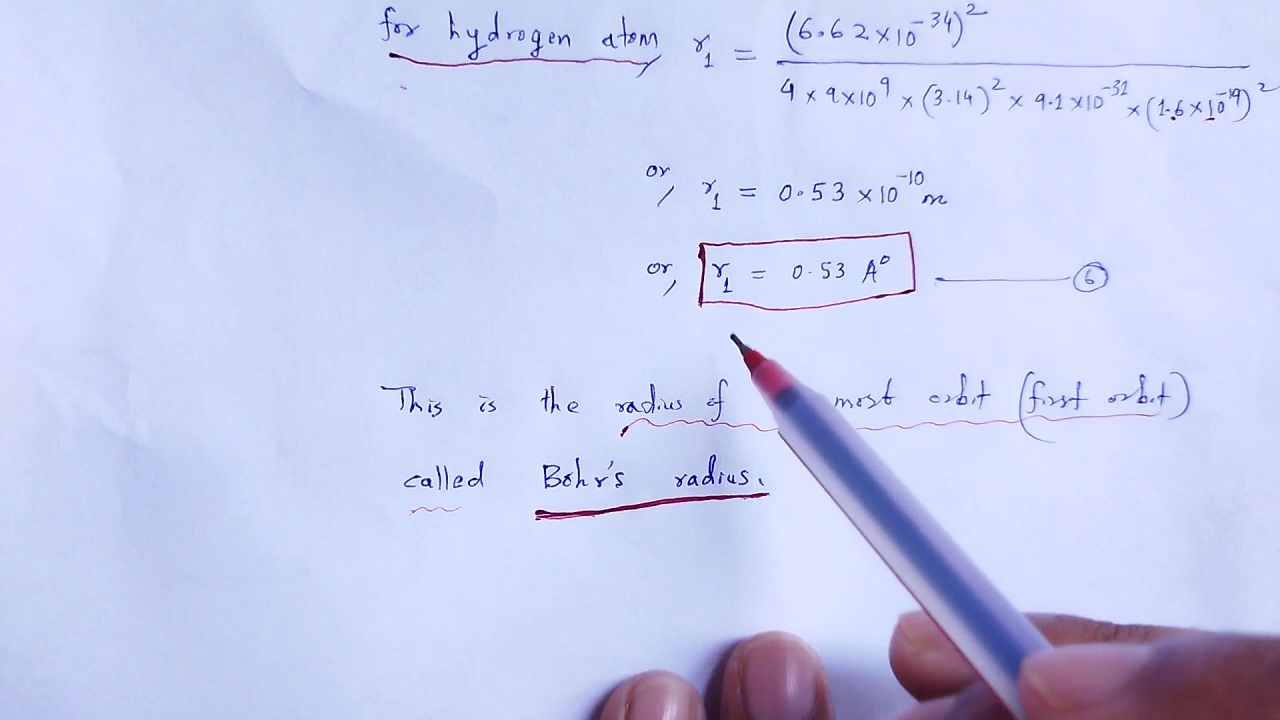 for hydrogen atom, r₁ = (6.62×10⁻³⁴)² / 4 × 9×10⁹ × (3.14)² × 9.1×10⁻³¹ × (1.6×10⁻¹⁹)²
or, r₁ = 0.53 ×10⁻¹⁰ m
or, r₁ = 0.53 A° ⑥
This is the radius of most orbit (first orbit)
called Bohr's radius.